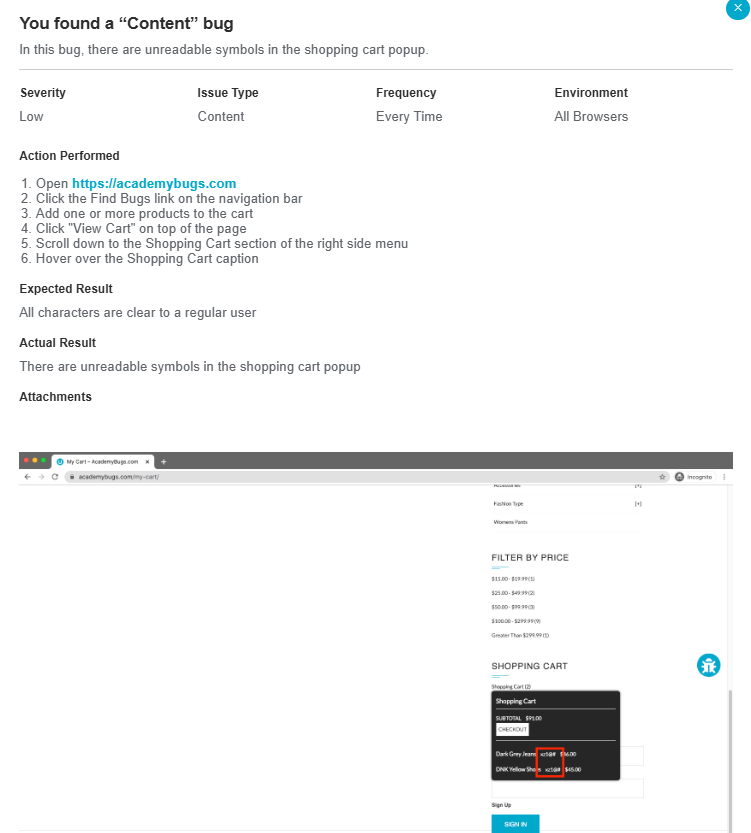 You found a “Content” bug
In this bug, there are unreadable symbols in the shopping cart popup.
Severity Issue Type Frequency Environment
Low Content Every Time All Browsers
Action Performed
1. Open https://academybugs.com
2. Click the Find Bugs link on the navigation bar
3. Add one or more products to the cart
4. Click "View Cart" on top of the page
5. Scroll down to the Shopping Cart section of the right side menu
6. Hover over the Shopping Cart caption
Expected Result
All characters are clear to a regular user
Actual Result
There are unreadable symbols in the shopping cart popup
Attachments
My Cart – AcademyBugs.com
academybugs.com/my-cart/ Incognito
Accessories [+]
Fashion Type [+]
Womens Pants
FILTER BY PRICE
$15.00 - $19.99 (1)
$25.00 - $49.99 (2)
$50.00 - $99.99 (3)
$100.00 - $299.99 (9)
Greater Than $299.99 (1)
SHOPPING CART
Shopping Cart (2)
Shopping Cart
SUBTOTAL $91.00
CHECKOUT
Dark Grey Jeans xz1@# $46.00
DNK Yellow Shoes xz1@# $45.00
Sign Up
SIGN IN